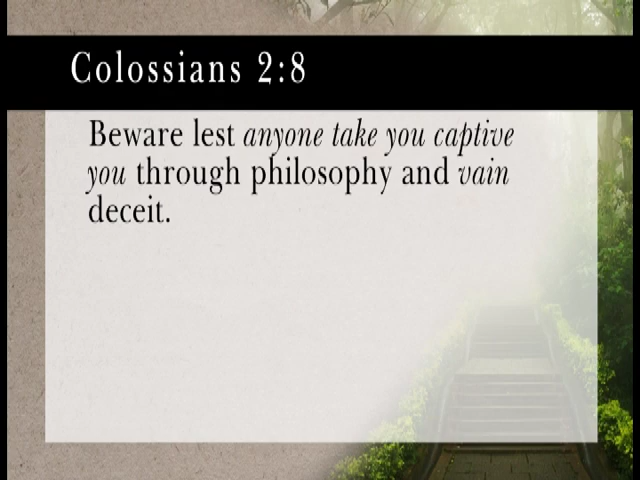 Colossians 2:8
Beware lest anyone take you captive
you through philosophy and vain
deceit.